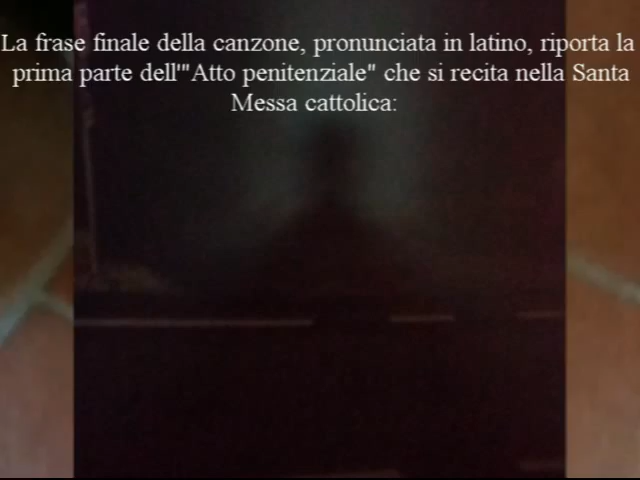 La frase finale della canzone, pronunciata in latino, riporta la
prima parte dell'"Atto penitenziale" che si recita nella Santa
Messa cattolica: